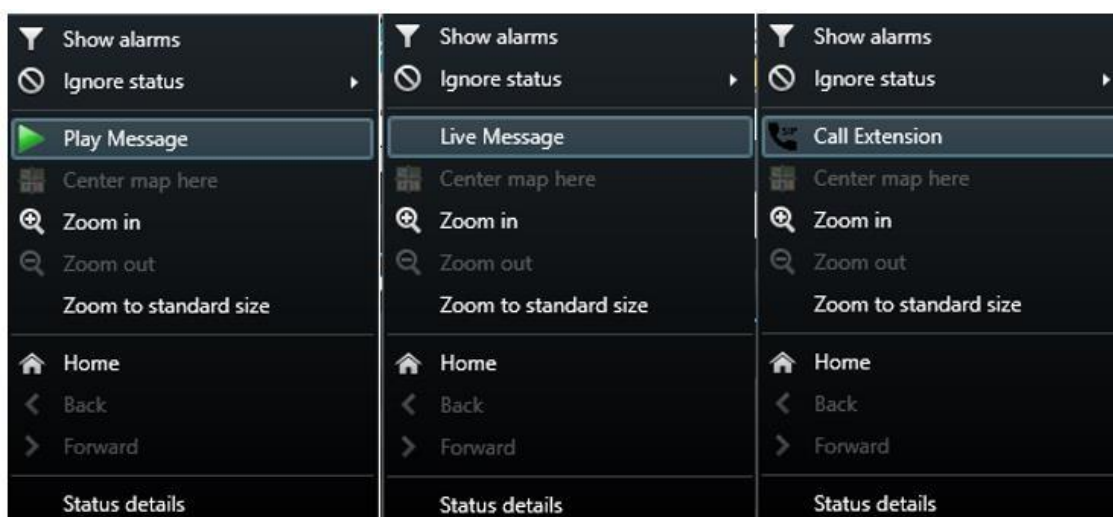 Show alarms
Ignore status
Play Message
Center map here
Zoom in
Zoom out
Zoom to standard size
Home
Back
Forward
Status details
Show alarms
Ignore status
Live Message
Center map here
Zoom in
Zoom out
Zoom to standard size
Home
Back
Forward
Status details
Show alarms
Ignore status
SIP
Call Extension
Center map here
Zoom in
Zoom out
Zoom to standard size
Home
Back
Forward
Status details